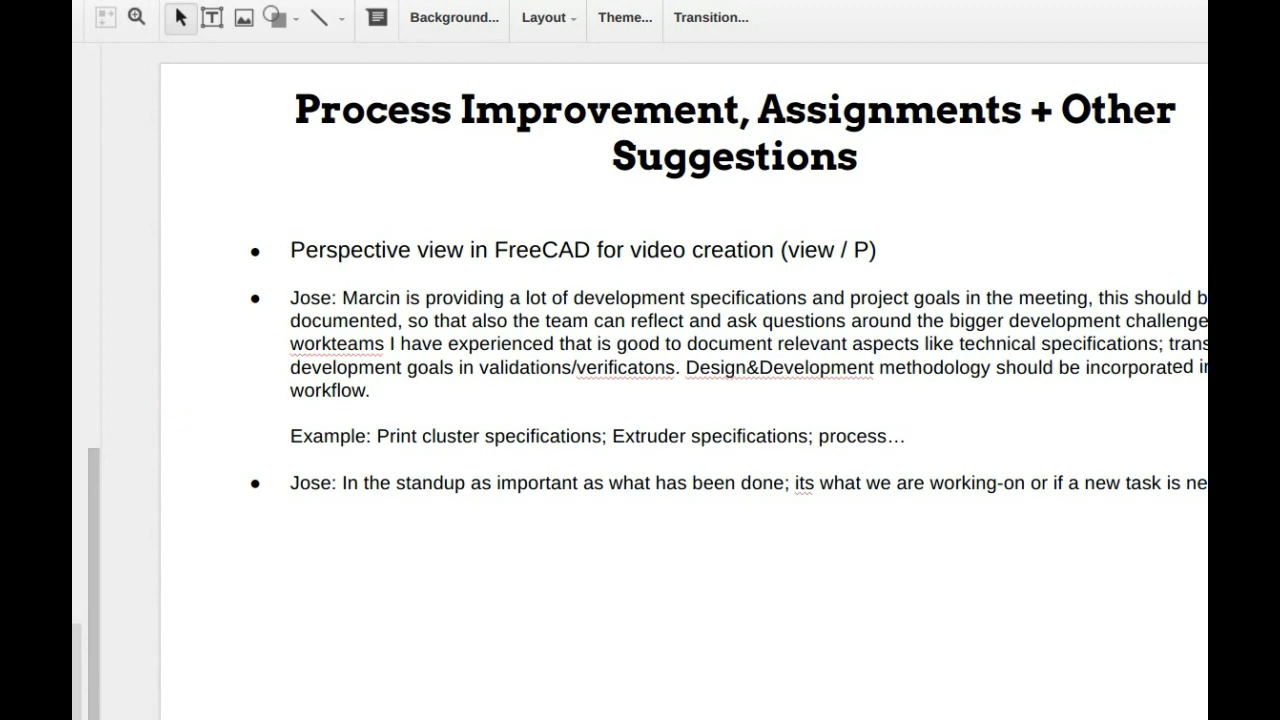 Background... Layout Theme... Transition...
Process Improvement, Assignments + Other
Suggestions
● Perspective view in FreeCAD for video creation (view / P)
● Jose: Marcin is providing a lot of development specifications and project goals in the meeting, this should
documented, so that also the team can reflect and ask questions around the bigger development challenge
workteams I have experienced that is good to document relevant aspects like technical specifications;
development goals in validations/verificatons. Design&Development methodology should be incorporated
workflow.
Example: Print cluster specifications; Extruder specifications; process…
● Jose: In the standup as important as what has been done; its what we are working-on or if a new task is